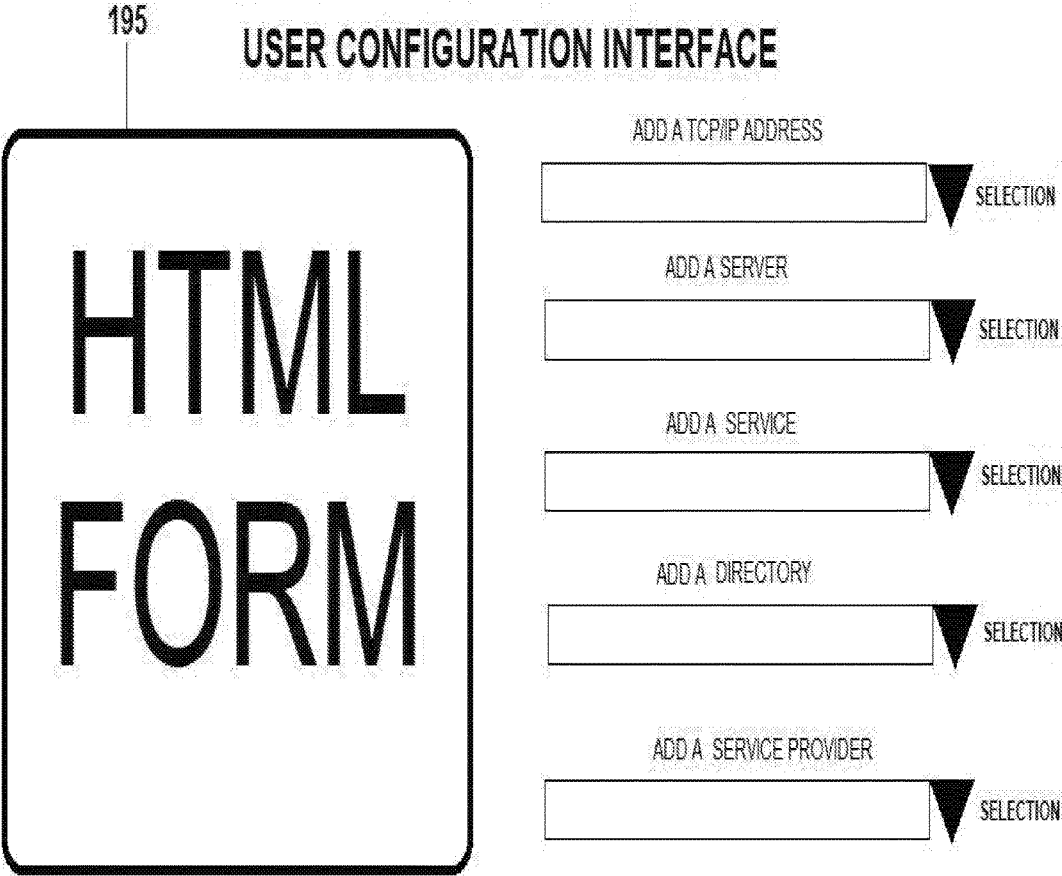 195
USER CONFIGURATION INTERFACE
HTML
FORM
ADD A TCP/IP ADDRESS
SELECTION
ADD A SERVER
SELECTION
ADD A SERVICE
SELECTION
ADD A DIRECTORY
SELECTION
ADD A SERVICE PROVIDER
SELECTION